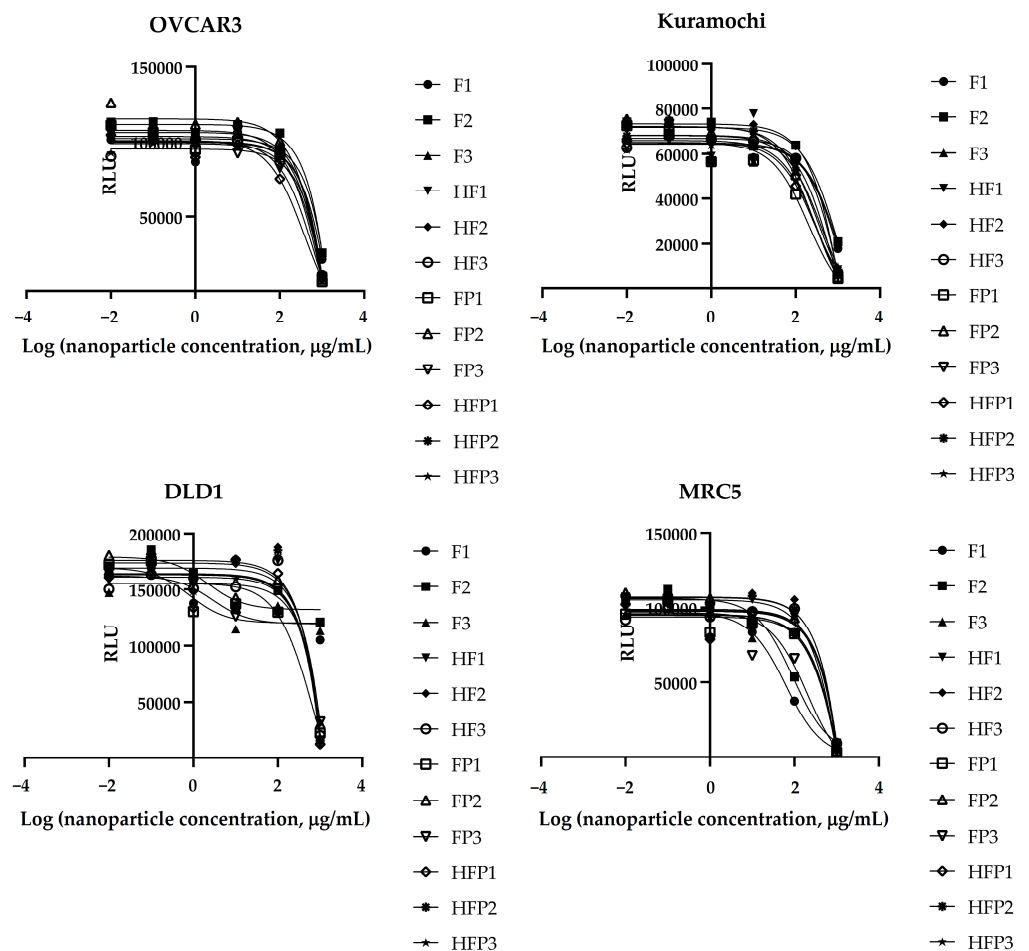 OVCAR3
150000
100000
50000
RLU
−4
−2
0
2
4
Log (nanoparticle concentration, µg/mL)
F1
F2
F3
HF1
HF2
HF3
FP1
FP2
FP3
HFP1
HFP2
HFP3
Kuramochi
100000
80000
60000
40000
20000
RLU
−4
−2
0
2
4
Log (nanoparticle concentration, µg/mL)
F1
F2
F3
HF1
HF2
HF3
FP1
FP2
FP3
HFP1
HFP2
HFP3
DLD1
200000
150000
100000
50000
RLU
−4
−2
0
2
4
Log (nanoparticle concentration, µg/mL)
F1
F2
F3
HF1
HF2
HF3
FP1
FP2
FP3
HFP1
HFP2
HFP3
MRC5
150000
100000
50000
RLU
−4
−2
0
2
4
Log (nanoparticle concentration, µg/mL)
F1
F2
F3
HF1
HF2
HF3
FP1
FP2
FP3
HFP1
HFP2
HFP3